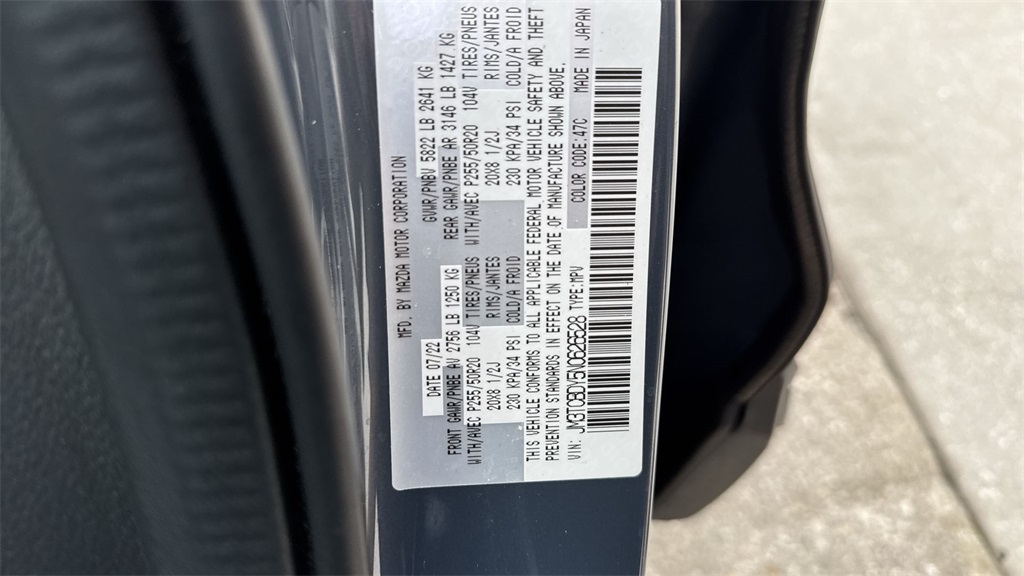 MFD. BY MAZDA MOTOR CORPORATION
DATE 07/22 GVWR/PNBV 5822 LB 2641 KG
FRONT GAWR/PNBE AV 2756 LB 1250 KG REAR GAWR/PNBE AR 3146 LB 1427 KG
WITH/AVEC P255/50R20 104V TIRES/PNEUS WITH/AVEC P255/50R20 104V TIRES/PNEUS
20X8 1/2J RIMS/JANTES 20X8 1/2J RIMS/JANTES
230 KPA/34 PSI COLD/A FROID 230 KPA/34 PSI COLD/A FROID
THIS VEHICLE CONFORMS TO ALL APPLICABLE FEDERAL MOTOR VEHICLE SAFETY AND THEFT
PREVENTION STANDARDS IN EFFECT ON THE DATE OF MANUFACTURE SHOWN ABOVE.
VIN: JM3TCBDY5N0628628 TYPE:MPV COLOR CODE:47C MADE IN JAPAN